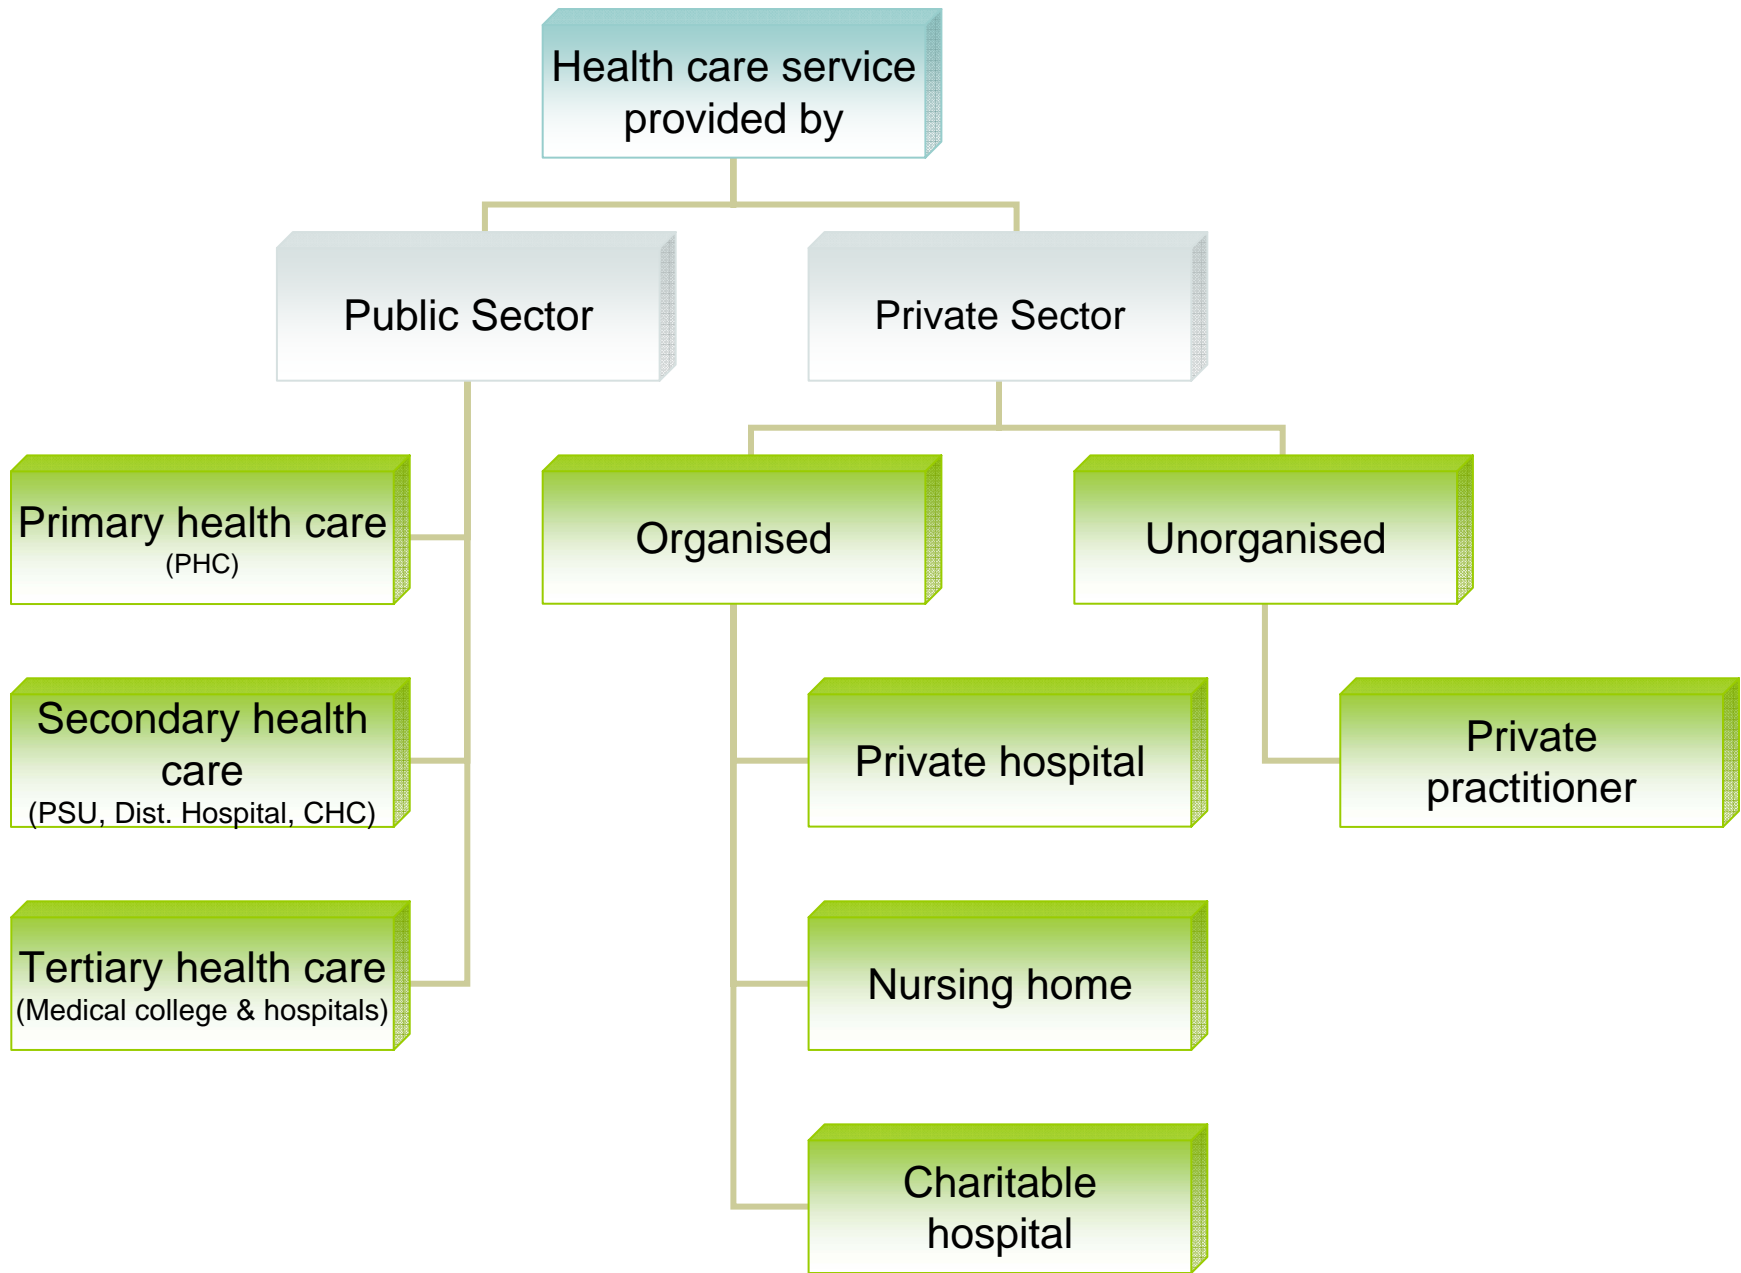 Health care service
provided by
Public Sector
Private Sector
Primary health care
(PHC)
Organised
Unorganised
Secondary health
care
(PSU, Dist. Hospital, CHC)
Private hospital
Private
practitioner
Tertiary health care
(Medical college & hospitals)
Nursing home
Charitable
hospital